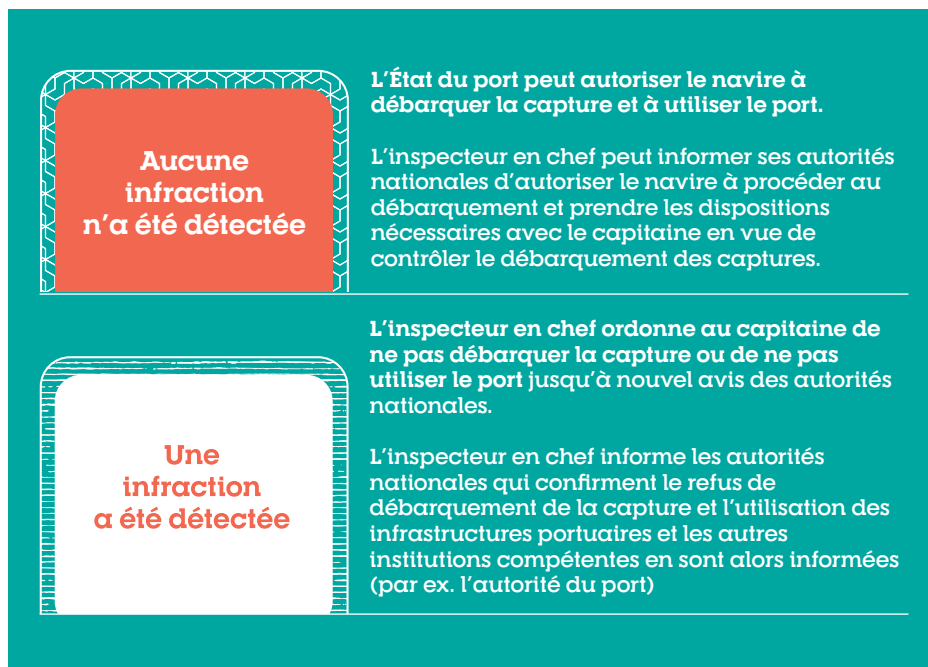 Aucune
infraction
n'a été détectée
L'État du port peut autoriser le navire à
débarquer la capture et à utiliser le port.
L'inspecteur en chef peut informer ses autorités
nationales d'autoriser le navire à procéder au
débarquement et prendre les dispositions
nécessaires avec le capitaine en vue de
contrôler le débarquement des captures.
Une
infraction
a été détectée
L'inspecteur en chef ordonne au capitaine de
ne pas débarquer la capture ou de ne pas
utiliser le port jusqu'à nouvel avis des autorités
nationales.
L'inspecteur en chef informe les autorités
nationales qui confirment le refus de
débarquement de la capture et l'utilisation des
infrastructures portuaires et les autres
institutions compétentes en sont alors informées
(par ex. l'autorité du port)